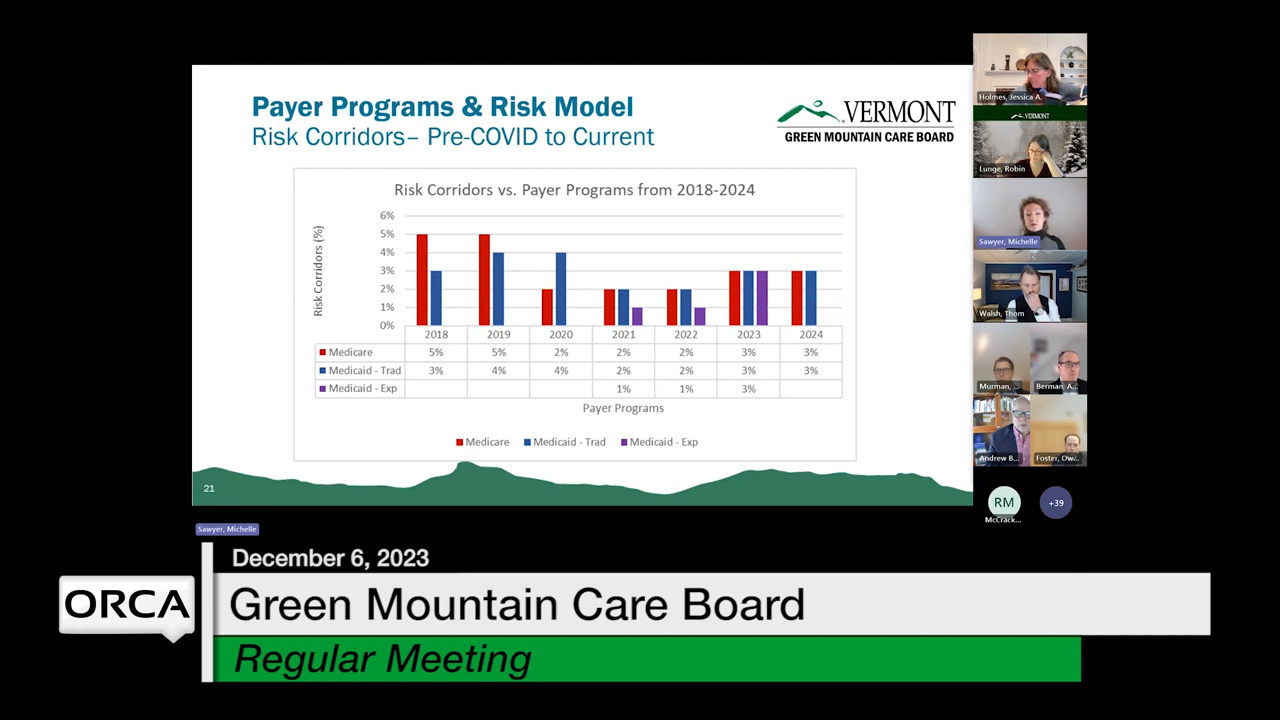 Payer Programs & Risk Model
Risk Corridors– Pre-COVID to Current
VERMONT
GREEN MOUNTAIN CARE BOARD
Risk Corridors vs. Payer Programs from 2018-2024
Risk Corridors (%)
6%
5%
4%
3%
2%
1%
0%
2018 2019 2020 2021 2022 2023 2024
Medicare 5% 5% 2% 2% 2% 3% 3%
Medicaid - Trad 3% 4% 4% 2% 2% 3% 3%
Medicaid - Exp 1% 1% 3%
Payer Programs
Medicare Medicaid - Trad Medicaid - Exp
21
Holmes, Jessica A.
VERMONT
Lunge, Robin
Sawyer, Michelle
Walsh, Thom
Murman, ... Berman, A...
Andrew B... Foster, Ow...
RM +39
McCrack...
Sawyer, Michelle
December 6, 2023
ORCA
Green Mountain Care Board
Regular Meeting